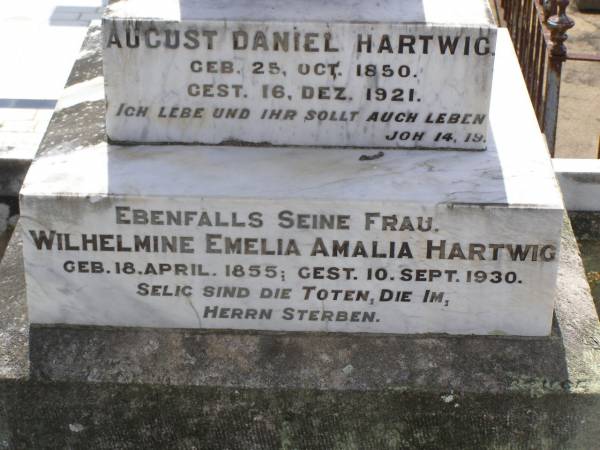 AUGUST DANIEL HARTWIG.
GEB. 25, OCT. 1850.
GEST. 16, DEZ. 1921.
ICH LEBE UND IHR SOLLT AUCH LEBEN
JOH 14, 19.
EBENFALLS SEINE FRAU.
WILHELMINE EMELIA AMALIA HARTWIG
GEB. 18. APRIL. 1855; GEST. 10. SEPT. 1930.
SELIG SIND DIE TOTEN, DIE IM,
HERRN STERBEN.